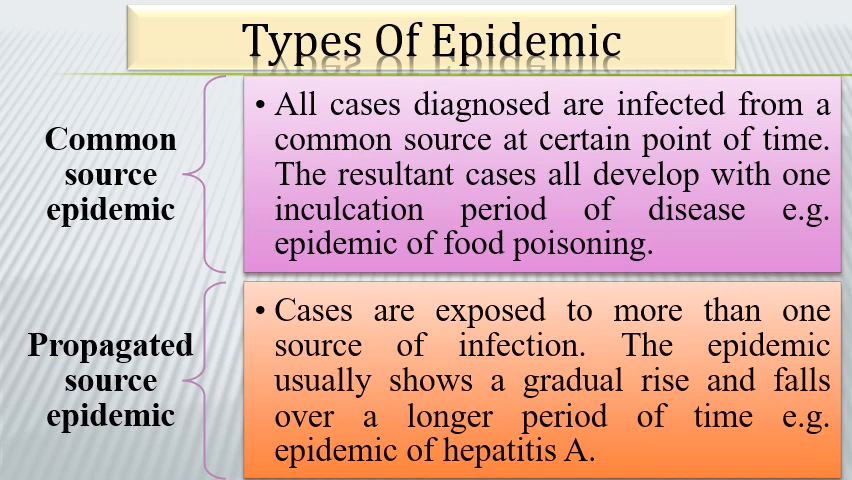 Types Of Epidemic
Common
source
epidemic
• All cases diagnosed are infected from a
common source at certain point of time.
The resultant cases all develop with one
inculcation period of disease e.g.
epidemic of food poisoning.
Propagated
source
epidemic
• Cases are exposed to more than one
source of infection. The epidemic
usually shows a gradual rise and falls
over a longer period of time e.g.
epidemic of hepatitis A.